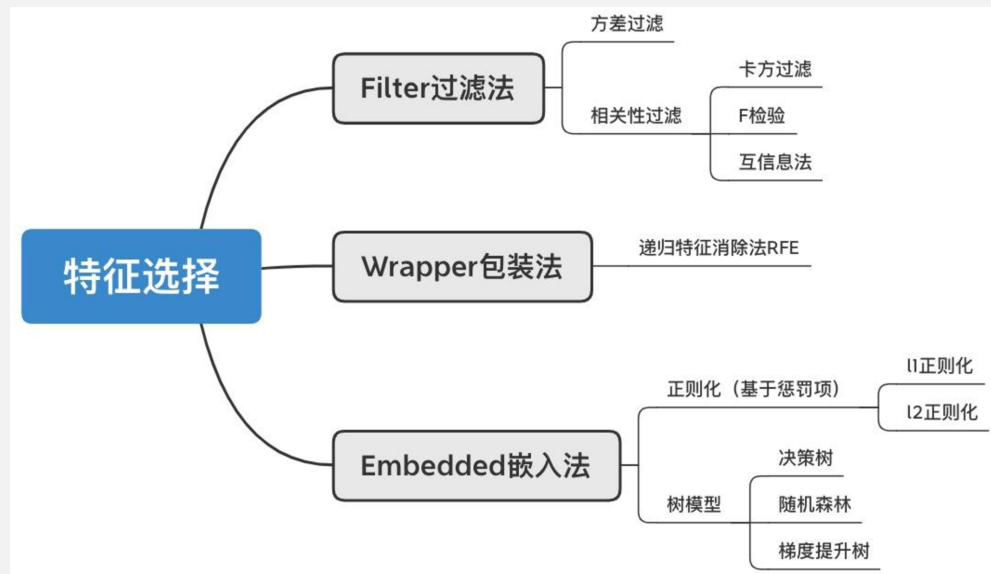 特征选择
Filter过滤法
方差过滤
相关性过滤
卡方过滤
F检验
互信息法
Wrapper包装法
递归特征消除法RFE
Embedded嵌入法
正则化（基于惩罚项）
l1正则化
l2正则化
树模型
决策树
随机森林
梯度提升树